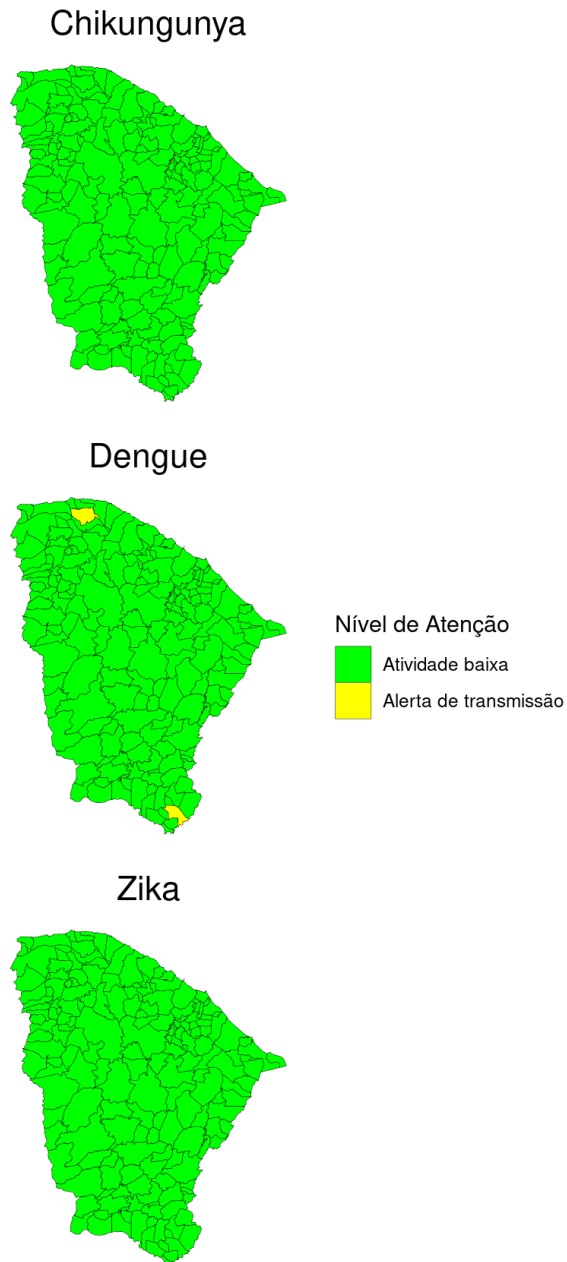 Chikungunya
Dengue
Nível de Atenção
Atividade baixa
Alerta de transmissão
Zika